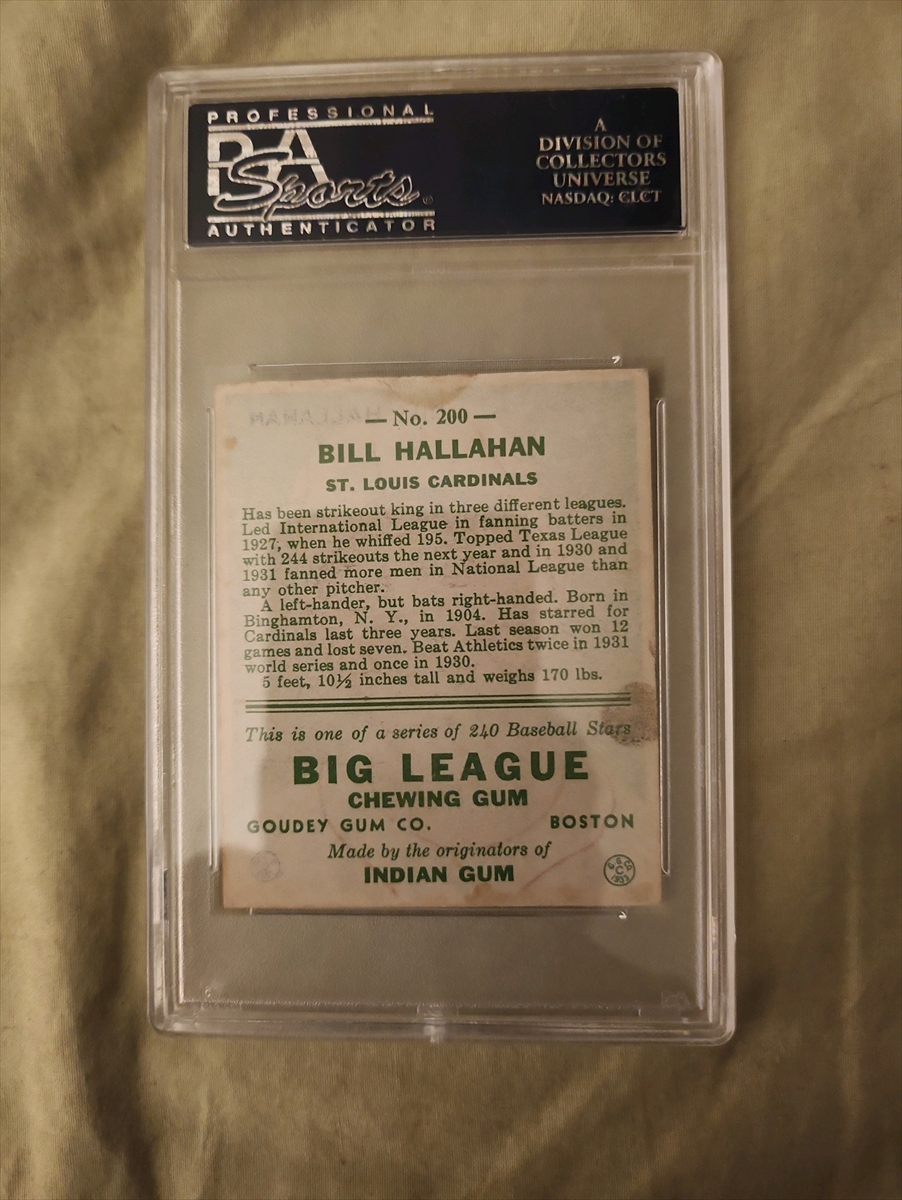 PROFESSIONAL
PSA
Sports
AUTHENTICATOR
A
DIVISION OF
COLLECTORS
UNIVERSE
NASDAQ: CLCT
— No. 200 —
BILL HALLAHAN
ST. LOUIS CARDINALS
Has been strikeout king in three different leagues.
Led International League in fanning batters in
1927, when he whiffed 195. Topped Texas League
with 244 strikeouts the next year and in 1930 and
1931 fanned more men in National League than
any other pitcher.
A left-hander, but bats right-handed. Born in
Binghamton, N. Y., in 1904. Has starred for
Cardinals last three years. Last season won 12
games and lost seven. Beat Athletics twice in 1931
world series and once in 1930.
5 feet, 10½ inches tall and weighs 170 lbs.
This is one of a series of 240 Baseball Stars
BIG LEAGUE
CHEWING GUM
GOUDEY GUM CO. BOSTON
Made by the originators of
INDIAN GUM